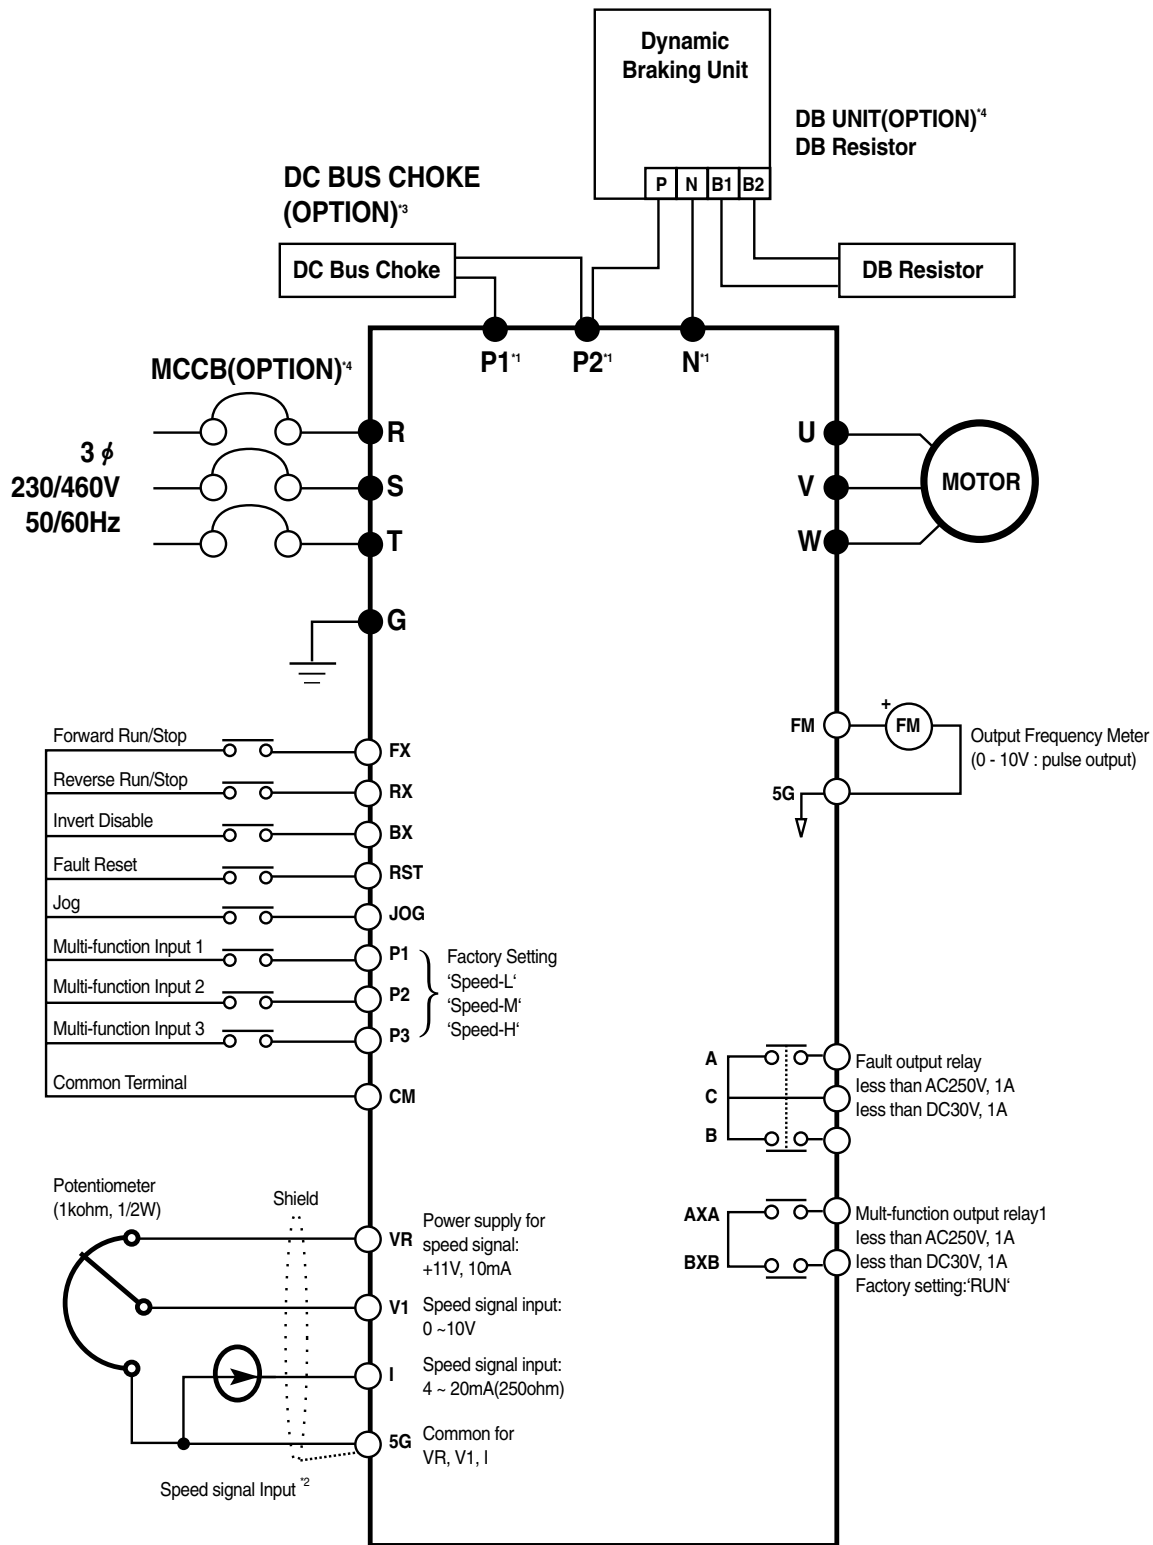 Dynamic
Braking Unit
P N B1 B2
DB UNIT(OPTION)*4
DB Resistor
DC BUS CHOKE
(OPTION)*3
DC Bus Choke
DB Resistor
P1*1 P2*1 N*1
MCCB(OPTION)*4
3 ϕ
230/460V
50/60Hz
R
S
T
G
U
V
W
MOTOR
FM
+
FM
Output Frequency Meter
(0 - 10V : pulse output)
5G
Forward Run/Stop FX
Reverse Run/Stop RX
Invert Disable BX
Fault Reset RST
Jog JOG
Multi-function Input 1 P1
Multi-function Input 2 P2
Multi-function Input 3 P3
Factory Setting
‘Speed-L‘
‘Speed-M‘
‘Speed-H‘
Common Terminal CM
A
C
B
Fault output relay
less than AC250V, 1A
less than DC30V, 1A
AXA
BXB
Mult-function output relay1
less than AC250V, 1A
less than DC30V, 1A
Factory setting:‘RUN‘
Potentiometer
(1kohm, 1/2W)
Shield
VR
Power supply for
speed signal:
+11V, 10mA
V1
Speed signal input:
0 ~10V
I
Speed signal input:
4 ~ 20mA(250ohm)
5G
Common for
VR, V1, I
Speed signal Input *2